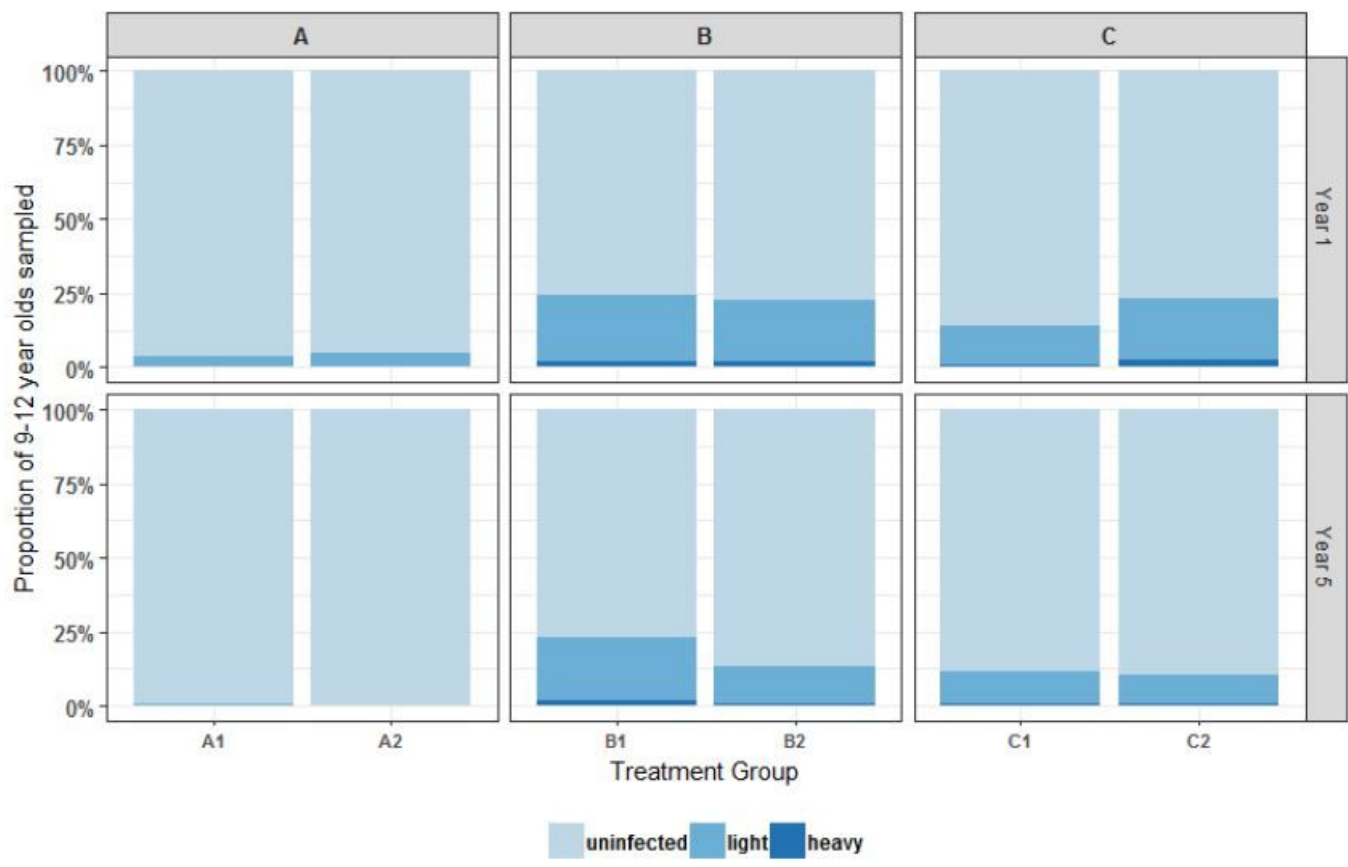 A B C
Proportion of 9-12 year olds sampled
100%
75%
50%
25%
0%
Year 1
100%
75%
50%
25%
0%
Year 5
A1 A2 B1 B2 C1 C2
Treatment Group
uninfected light heavy